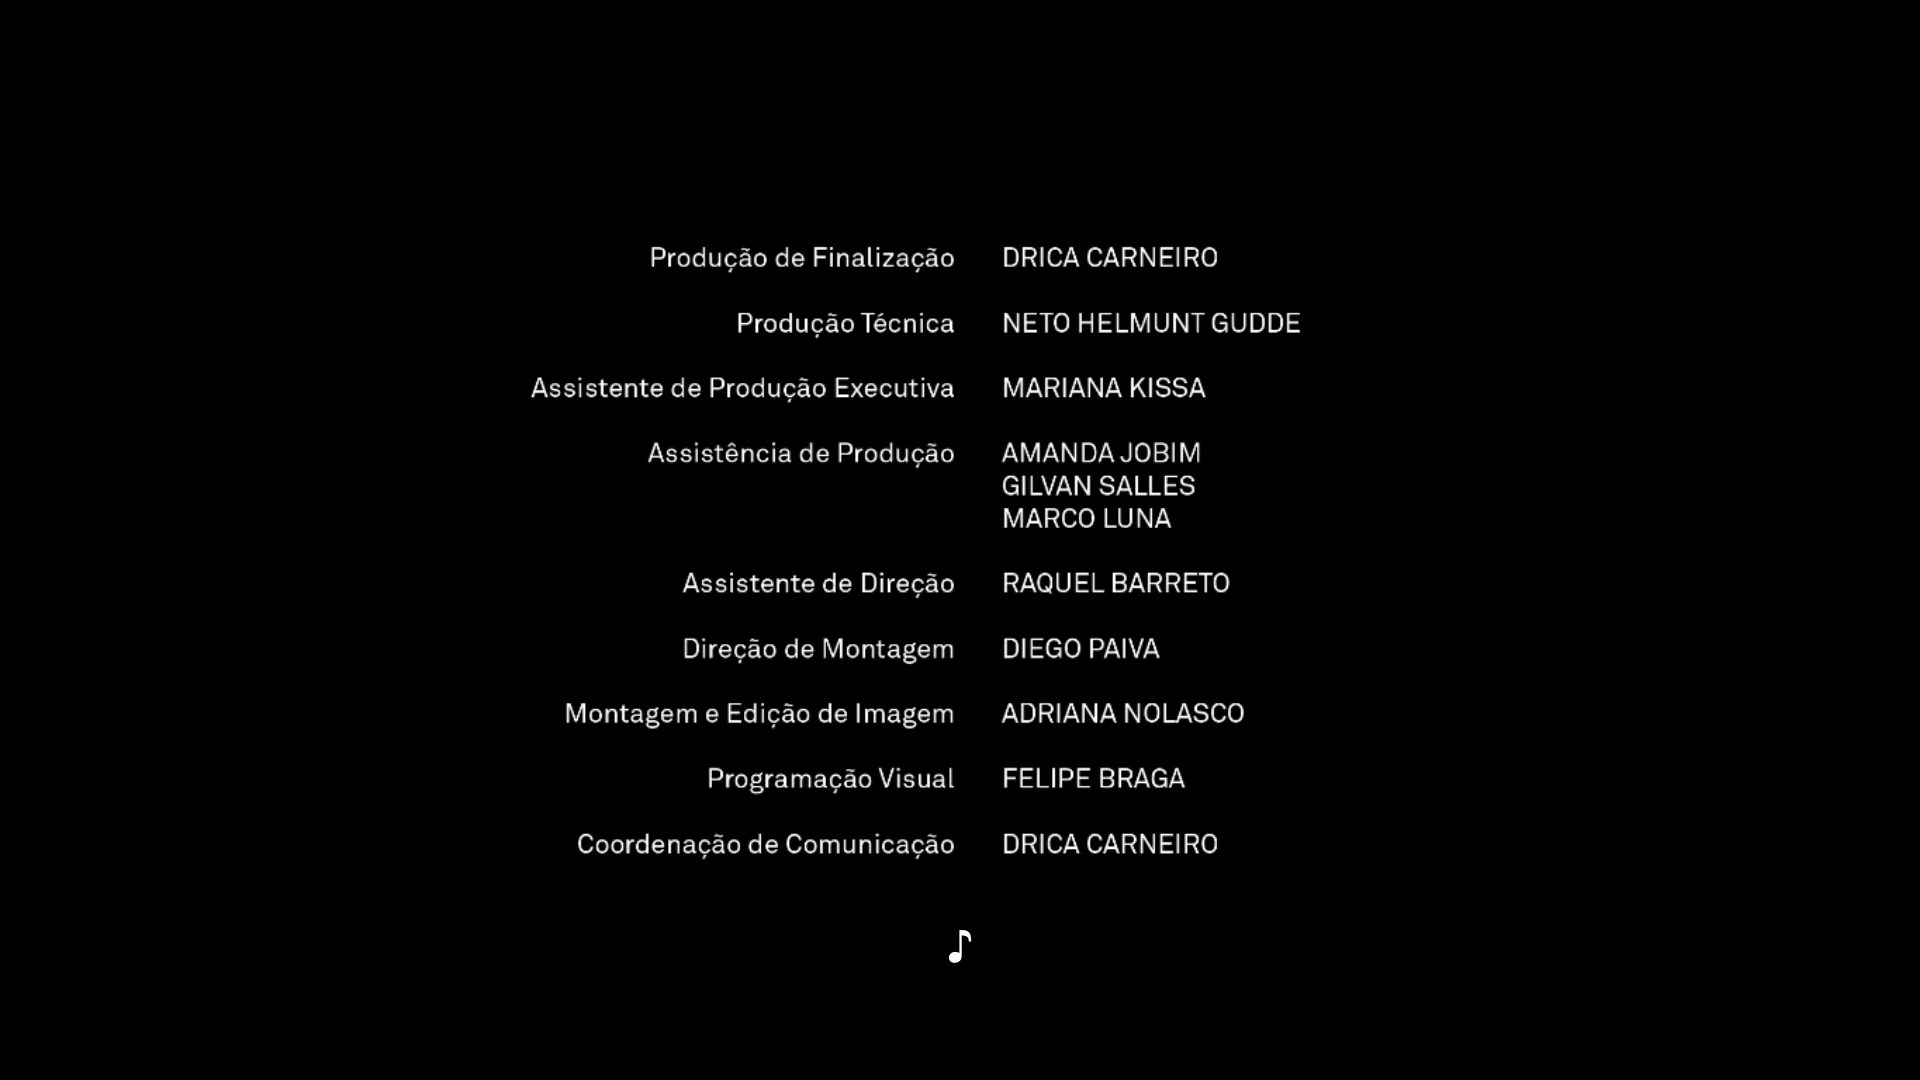 Produção de Finalização DRICA CARNEIRO
Produção Técnica NETO HELMUNT GUDDE
Assistente de Produção Executiva MARIANA KISSA
Assistência de Produção AMANDA JOBIM
GILVAN SALLES
MARCO LUNA
Assistente de Direção RAQUEL BARRETO
Direção de Montagem DIEGO PAIVA
Montagem e Edição de Imagem ADRIANA NOLASCO
Programação Visual FELIPE BRAGA
Coordenação de Comunicação DRICA CARNEIRO
♪